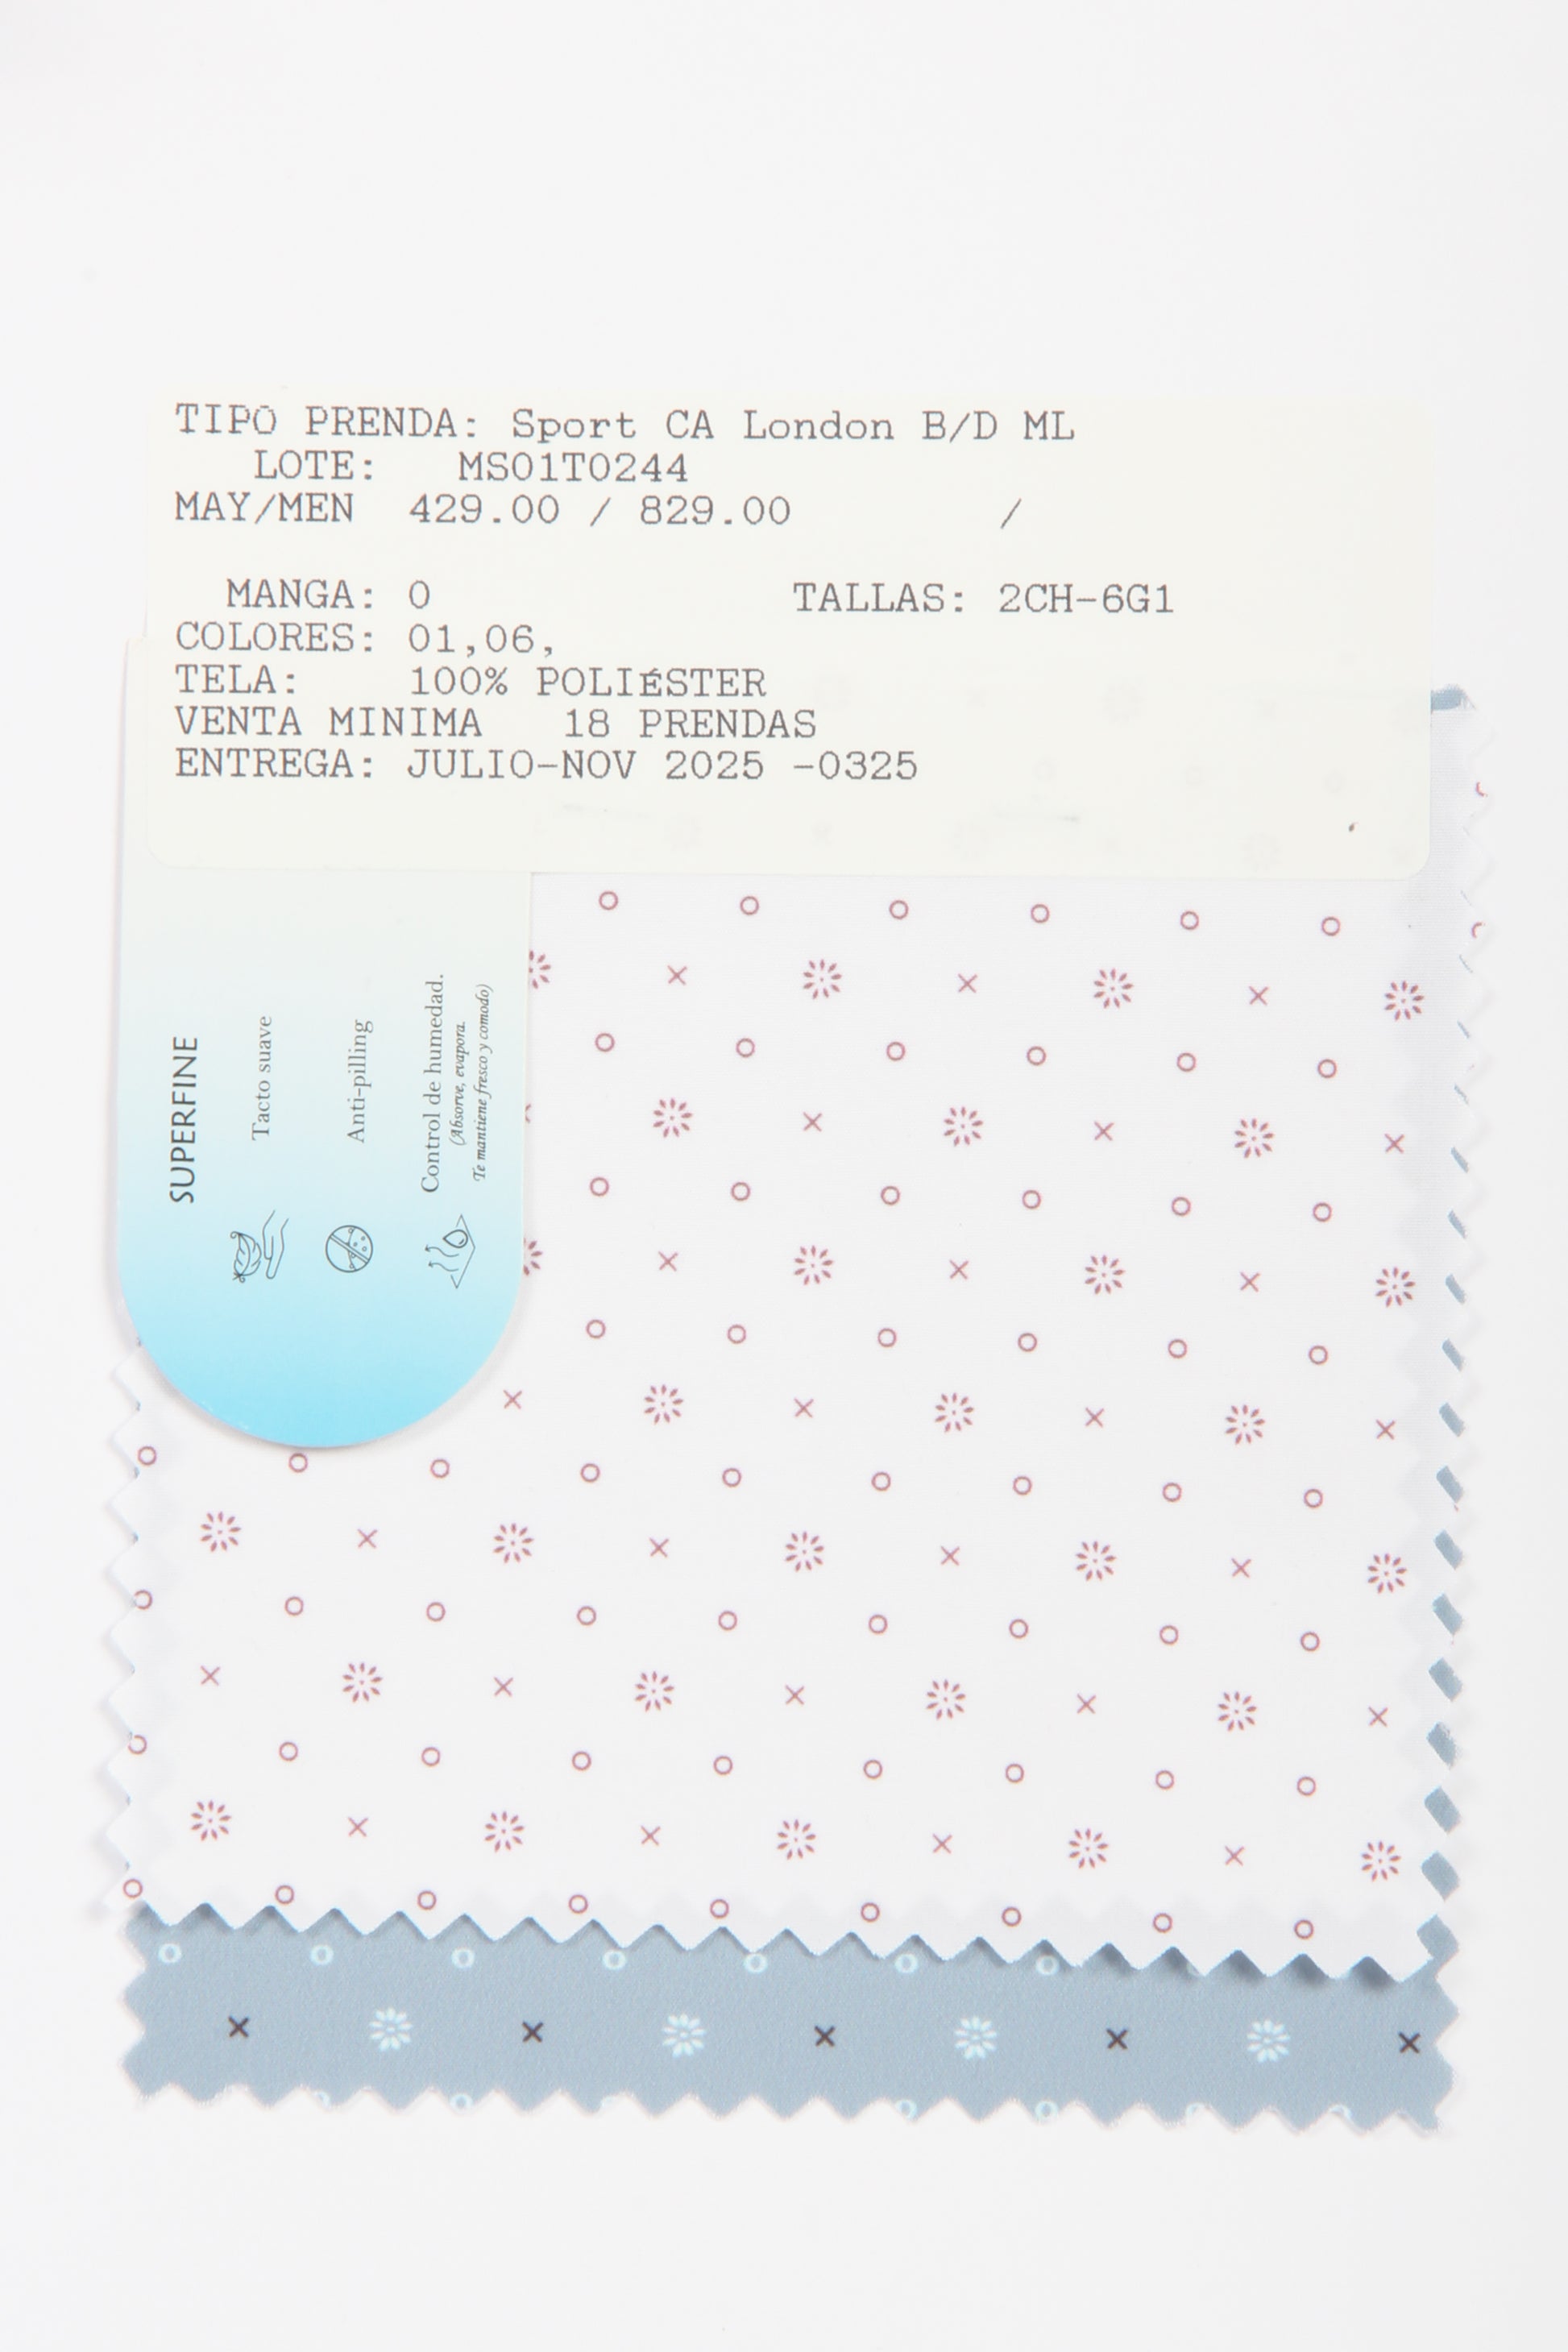 TIPO PRENDA: Sport CA London B/D ML
LOTE: MS01T0244
MAY/MEN 429.00 / 829.00 /
MANGA: 0 TALLAS: 2CH-6G1
COLORES: 01,06,
TELA: 100% POLIÉSTER
VENTA MINIMA 18 PRENDAS
ENTREGA: JULIO-NOV 2025 -0325
SUPERFINE
Tacto suave
Anti-pilling
Control de humedad.
(Absorve, evapora.
Te mantiene fresco y comodo)